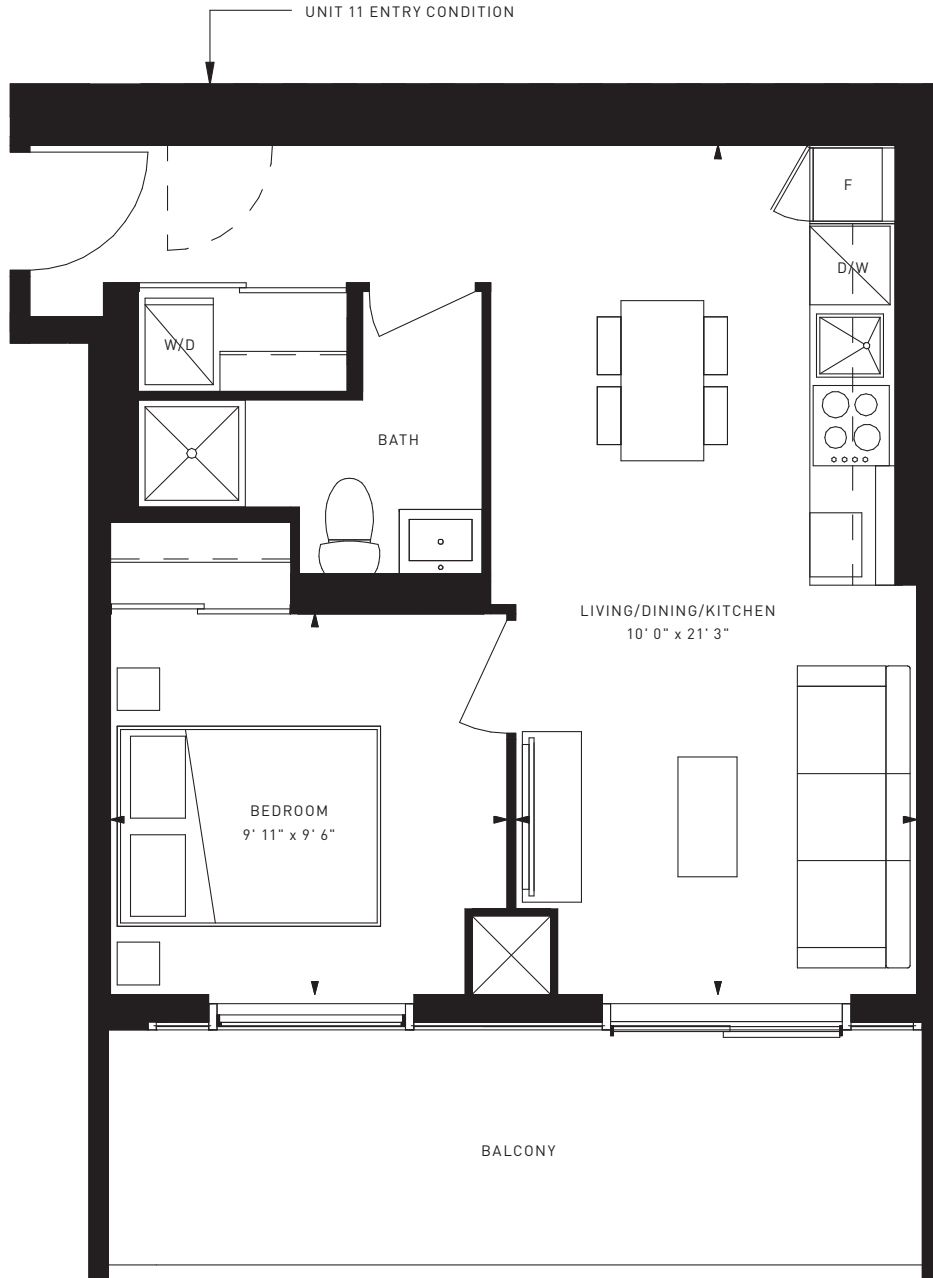 UNIT 11 ENTRY CONDITION
F
D/W
W/D
BATH
LIVING/DINING/KITCHEN
10' 0" x 21' 3"
BEDROOM
9' 11" x 9' 6"
BALCONY